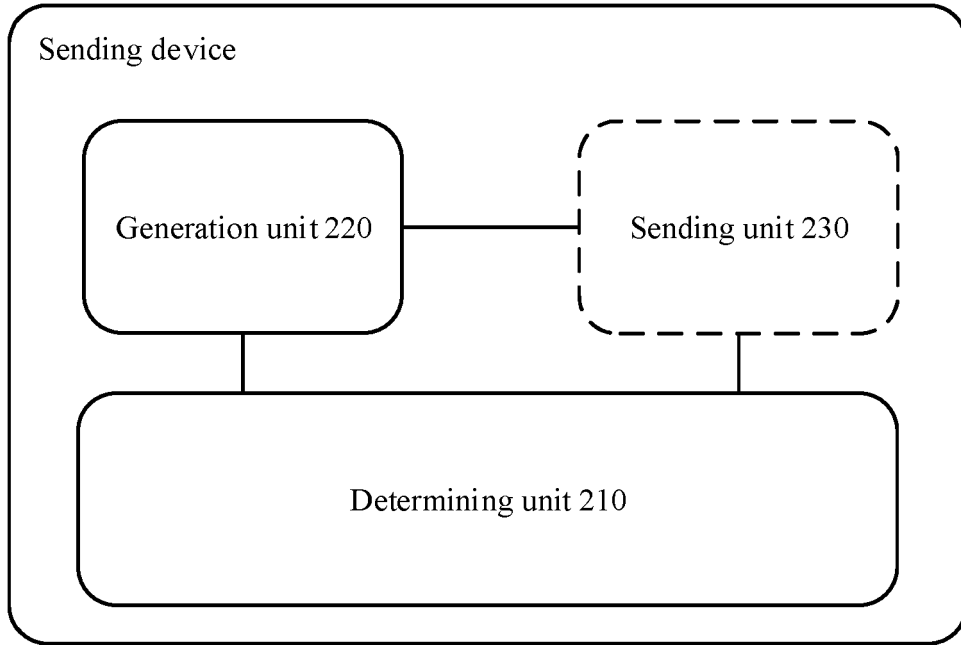 Sending device
Generation unit 220
Sending unit 230
Determining unit 210